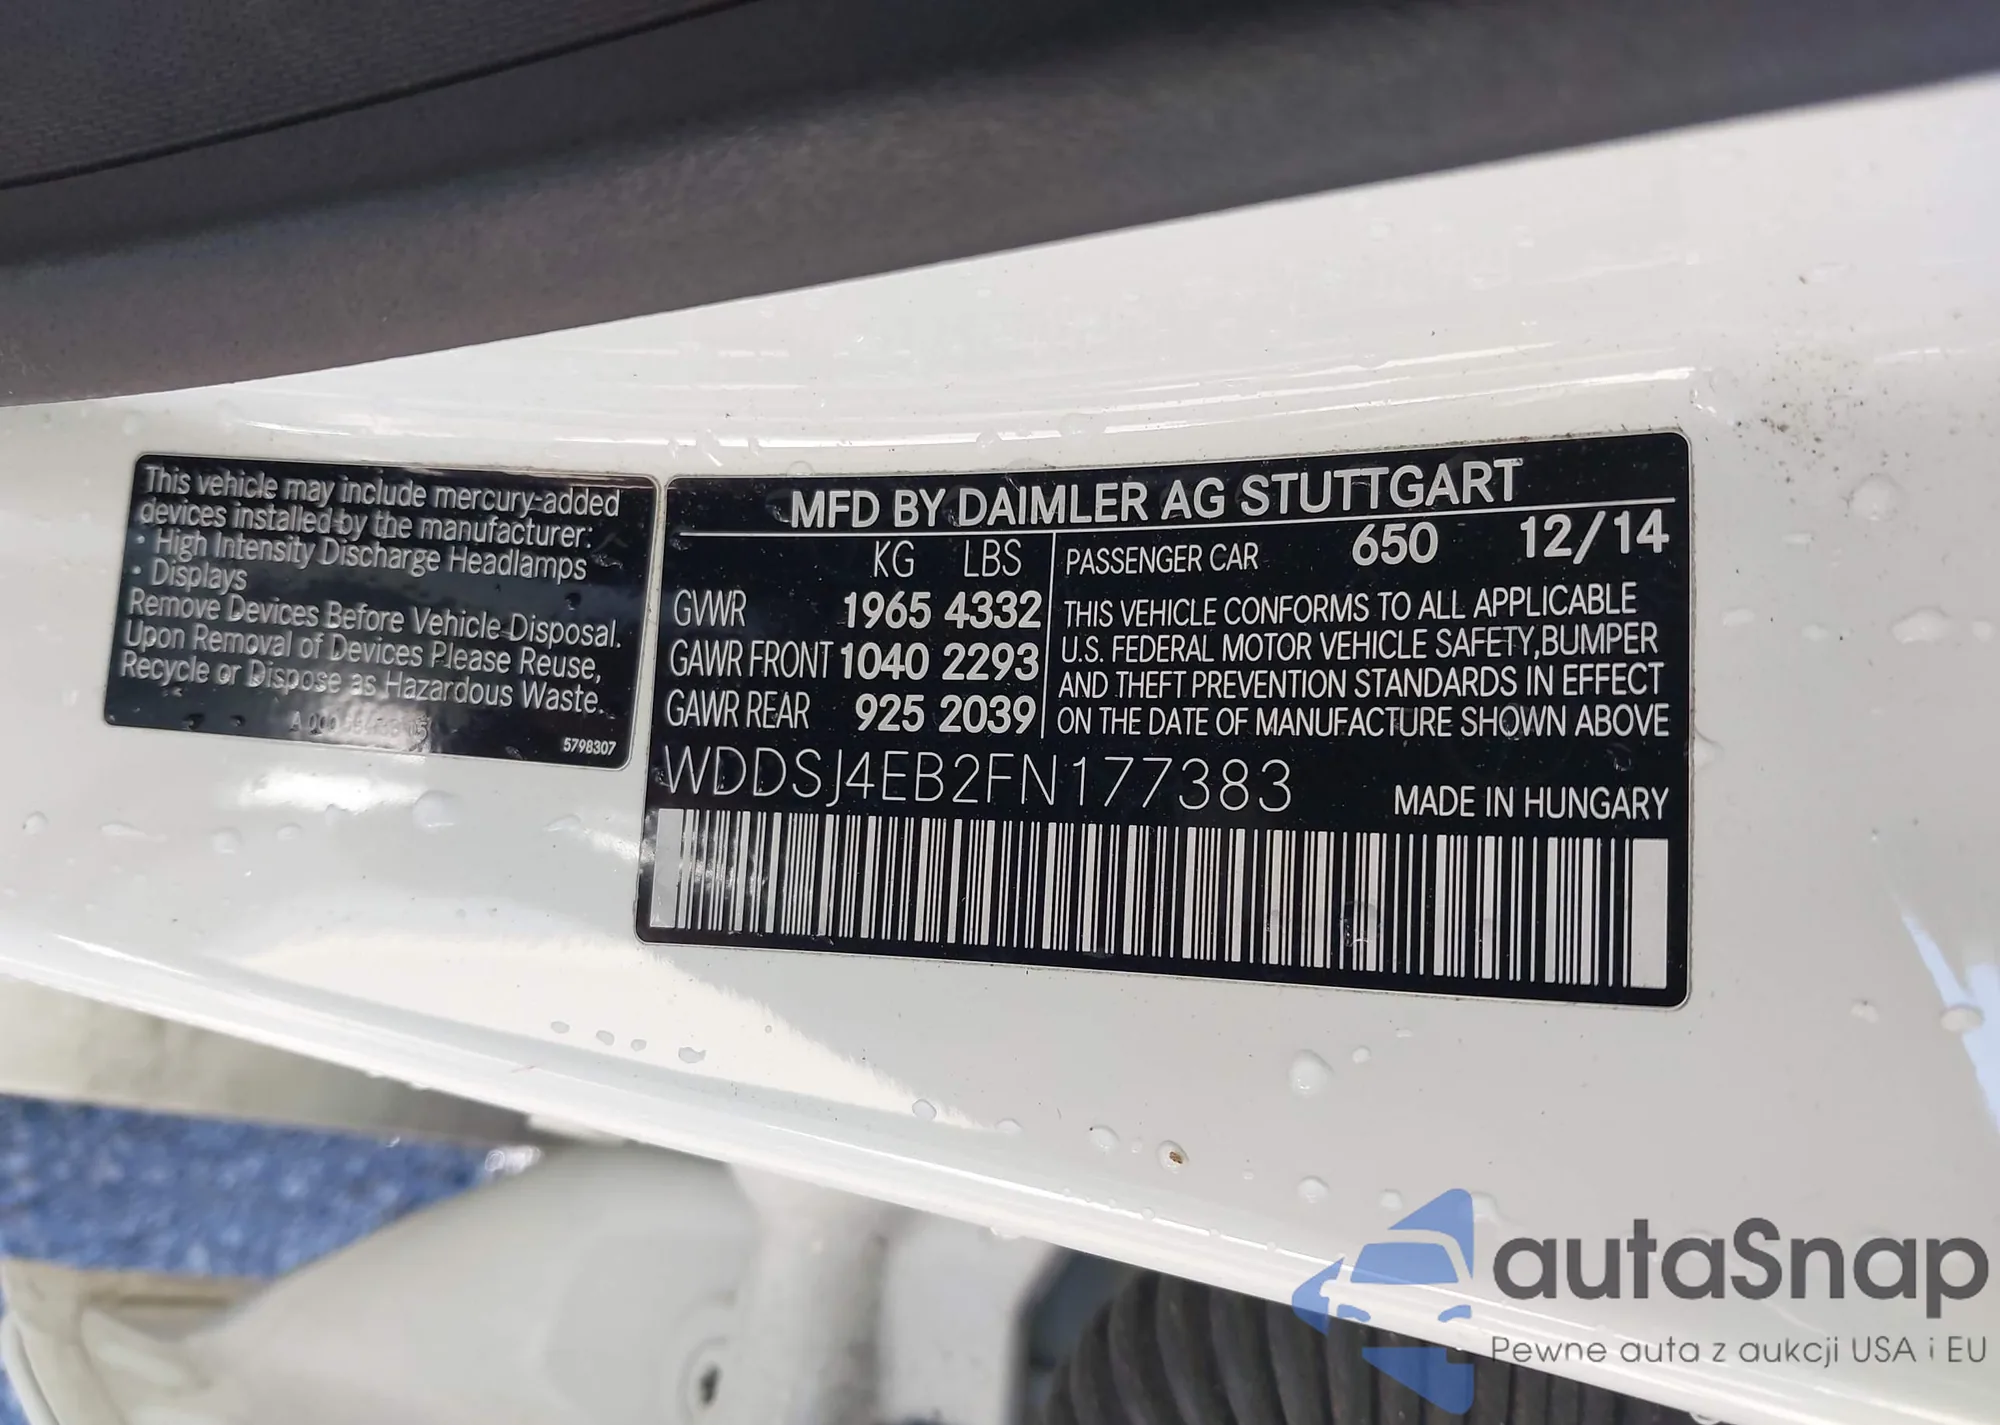 This vehicle may include mercury-added
devices installed by the manufacturer:
· High Intensity Discharge Headlamps
· Displays
Remove Devices Before Vehicle Disposal.
Upon Removal of Devices Please Reuse,
Recycle or Dispose as Hazardous Waste.
A 000
5798307
MFD BY DAIMLER AG STUTTGART
KG LBS
GVWR 1965 4332
GAWR FRONT 1040 2293
GAWR REAR 925 2039
PASSENGER CAR 650 12/14
THIS VEHICLE CONFORMS TO ALL APPLICABLE
U.S. FEDERAL MOTOR VEHICLE SAFETY,BUMPER
AND THEFT PREVENTION STANDARDS IN EFFECT
ON THE DATE OF MANUFACTURE SHOWN ABOVE
WDDSJ4EB2FN177383
MADE IN HUNGARY
autaSnap
Pewne auta z aukcji USA i EU